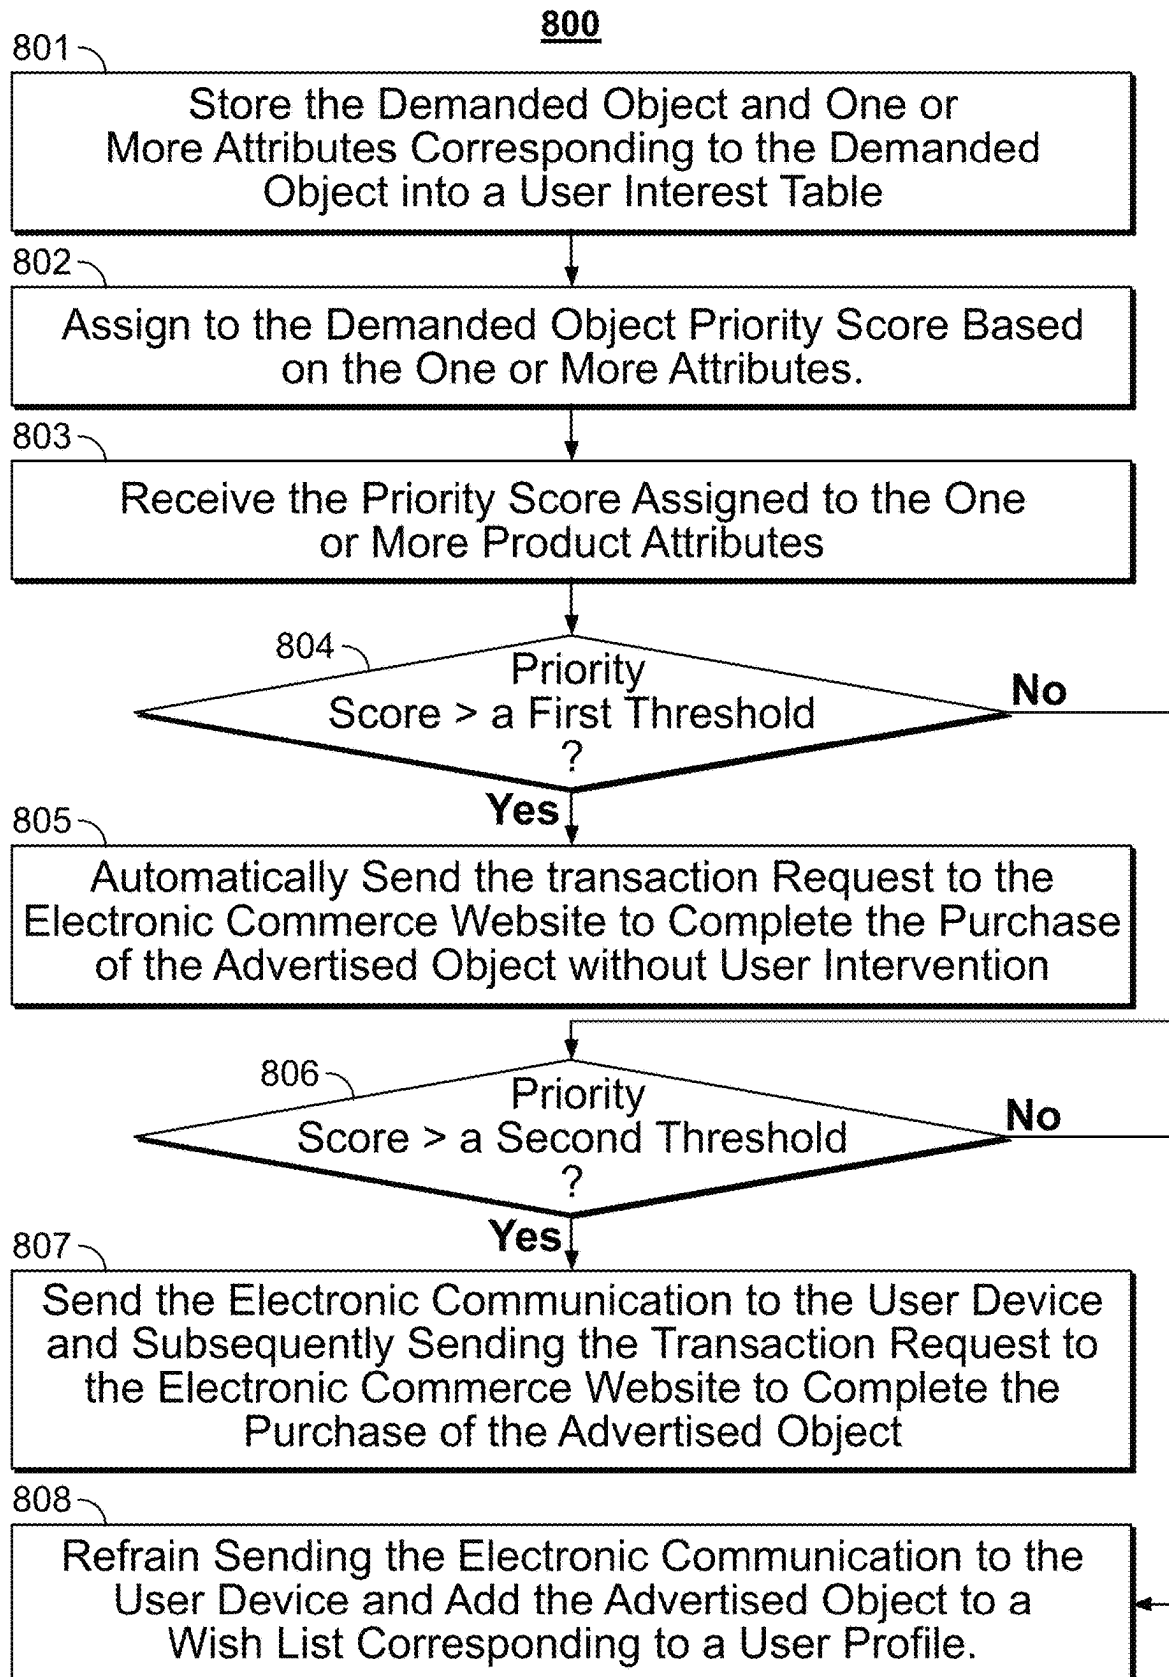 800
801
Store the Demanded Object and One or
More Attributes Corresponding to the Demanded
Object into a User Interest Table
802
Assign to the Demanded Object Priority Score Based
on the One or More Attributes.
803
Receive the Priority Score Assigned to the One
or More Product Attributes
804
Priority
Score > a First Threshold
?
No
Yes
805
Automatically Send the transaction Request to the
Electronic Commerce Website to Complete the Purchase
of the Advertised Object without User Intervention
806
Priority
Score > a Second Threshold
?
No
Yes
807
Send the Electronic Communication to the User Device
and Subsequently Sending the Transaction Request to
the Electronic Commerce Website to Complete the
Purchase of the Advertised Object
808
Refrain Sending the Electronic Communication to the
User Device and Add the Advertised Object to a
Wish List Corresponding to a User Profile.